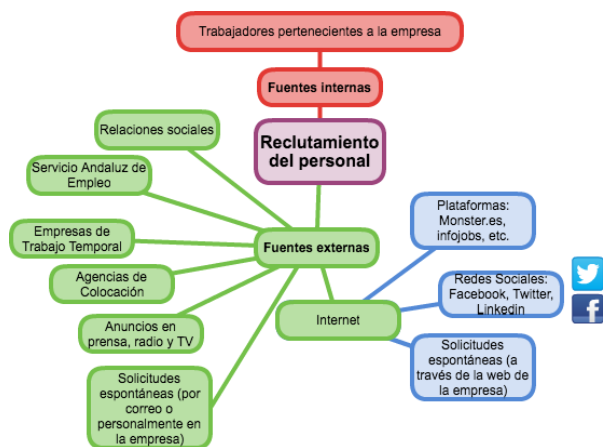 Trabajadores pertenecientes a la empresa
Fuentes internas
Reclutamiento
del personal
Relaciones sociales
Servicio Andaluz de
Empleo
Empresas de
Trabajo Temporal
Agencias de
Colocación
Anuncios en
prensa, radio y TV
Solicitudes
espontáneas (por
correo o
personalmente en
la empresa)
Fuentes externas
Internet
Plataformas:
Monster.es,
infojobs, etc.
Redes Sociales:
Facebook, Twitter,
Linkedin
Solicitudes
espontáneas (a
través de la web de
la empresa)
f